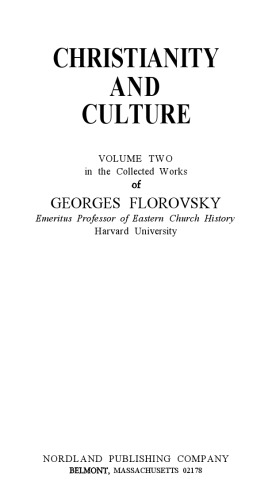 CHRISTIANITY
AND
CULTURE
VOLUME TWO
in the Collected Works
of
GEORGES FLOROVSKY
Emeritus Professor of Eastern Church History
Harvard University
NORDLAND PUBLISHING COMPANY
BELMONT, MASSACHUSETTS 02178